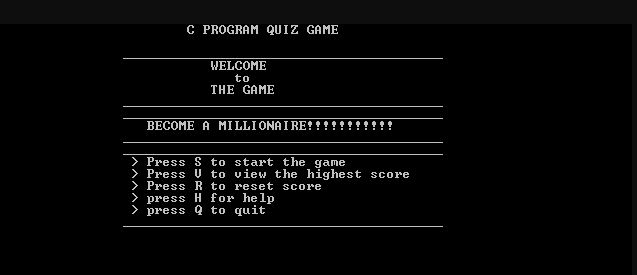 C PROGRAM QUIZ GAME
WELCOME
to
THE GAME
BECOME A MILLIONAIRE!!!!!!!!!!!
> Press S to start the game
> Press V to view the highest score
> Press R to reset score
> press H for help
> press Q to quit